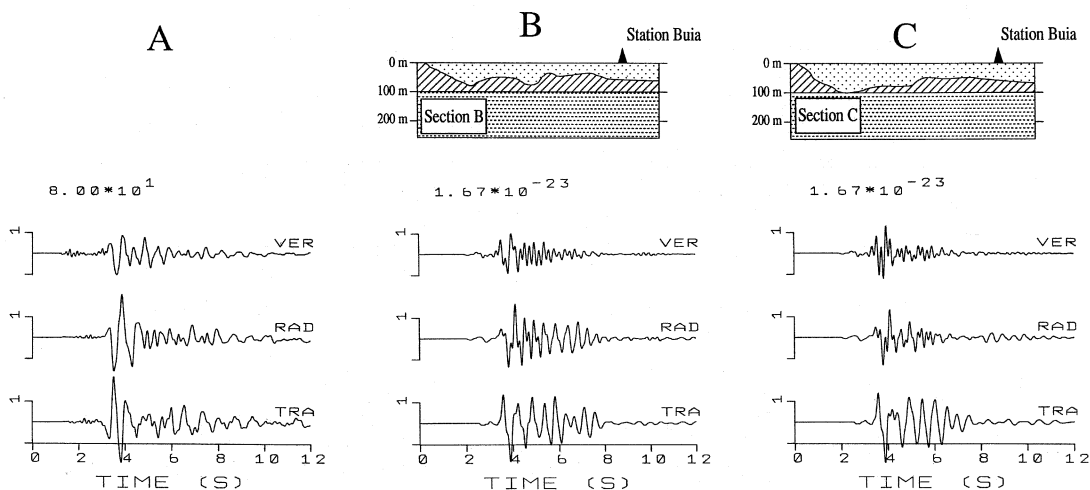 A
B
C
Station Buia
Station Buia
0 m
100 m
200 m
Section B
0 m
100 m
200 m
Section C
8.00*10^1
1.67*10^-23
1.67*10^-23
1
VER
1
VER
1
VER
1
RAD
1
RAD
1
RAD
1
TRA
1
TRA
1
TRA
0 2 4 6 8 10 12
0 2 4 6 8 10 12
0 2 4 6 8 10 12
TIME (S)
TIME (S)
TIME (S)